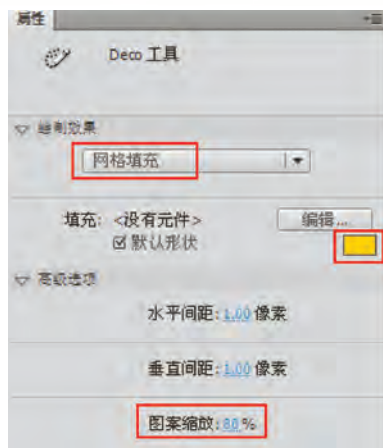 属性
Deco 工具
绘制效果
网格填充
填充: <没有元件> 编辑...
默认形状
高级选项
水平间距: 1.00 像素
垂直间距: 1.00 像素
图案缩放: 80 %